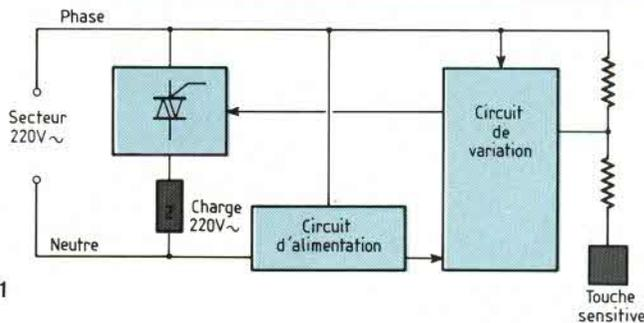 Phase
Secteur
220V~
Circuit
de
variation
Z
Charge
220V~
Neutre
Circuit
d'alimentation
1
Touche
sensitive